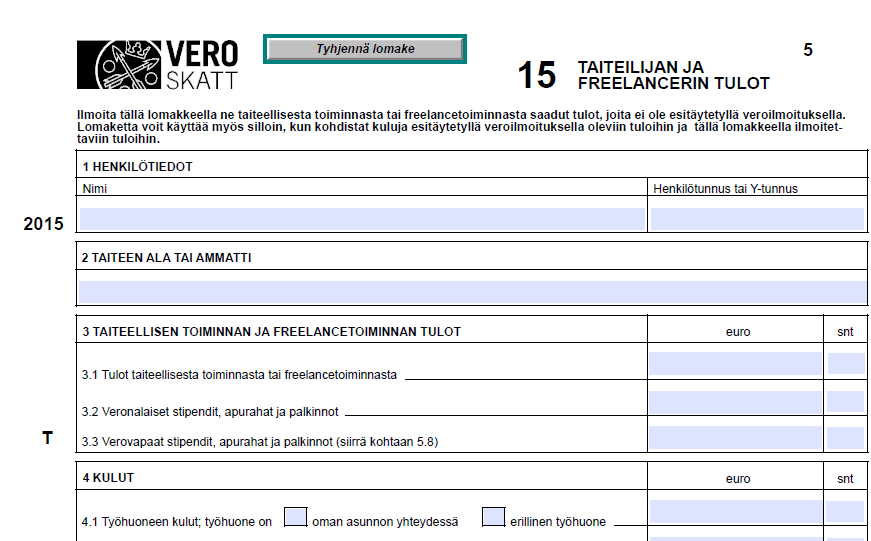 VERO
SKATT
Tyhjennä lomake
15 TAITEILIJAN JA
FREELANCERIN TULOT
5
Ilmoita tällä lomakkeella ne taiteellisesta toiminnasta tai freelancetoiminnasta saadut tulot, joita ei ole esitäytetyllä veroilmoituksella.
Lomaketta voit käyttää myös silloin, kun kohdistat kuluja esitäytetyllä veroilmoituksella oleviin tuloihin ja tällä lomakkeella ilmoitet-
taviin tuloihin.
1 HENKILÖTIEDOT
Nimi Henkilötunnus tai Y-tunnus
2015
2 TAITEEN ALA TAI AMMATTI
3 TAITEELLISEN TOIMINNAN JA FREELANCETOIMINNAN TULOT euro snt
3.1 Tulot taiteellisesta toiminnasta tai freelancetoiminnasta
3.2 Veronalaiset stipendit, apurahat ja palkinnot
T
3.3 Verovapaat stipendit, apurahat ja palkinnot (siirrä kohtaan 5.8)
4 KULUT euro snt
4.1 Työhuoneen kulut; työhuone on oman asunnon yhteydessä erillinen työhuone